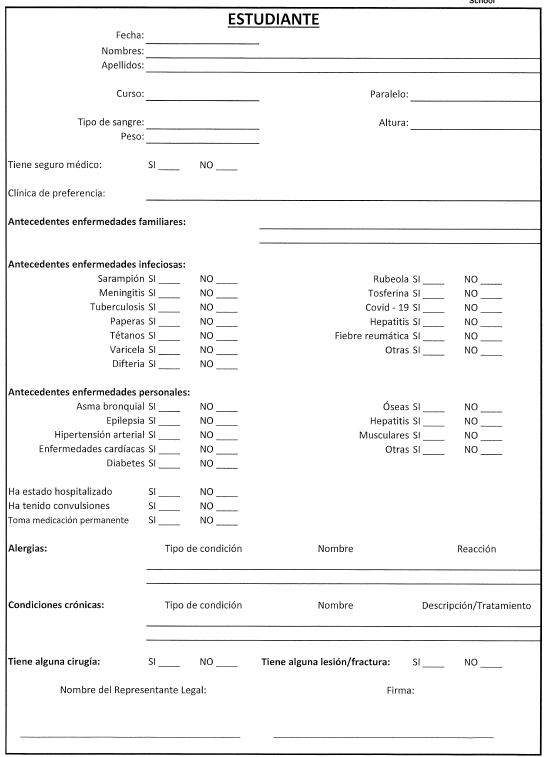 School
ESTUDIANTE
Fecha:
Nombres:
Apellidos:
Curso: Paralelo:
Tipo de sangre: Altura:
Peso:
Tiene seguro médico: SI ____ NO ____
Clínica de preferencia:
Antecedentes enfermedades familiares:
Antecedentes enfermedades infeciosas:
Sarampión SI ____ NO ____ Rubeola SI ____ NO ____
Meningitis SI ____ NO ____ Tosferina SI ____ NO ____
Tuberculosis SI ____ NO ____ Covid - 19 SI ____ NO ____
Paperas SI ____ NO ____ Hepatitis SI ____ NO ____
Tétanos SI ____ NO ____ Fiebre reumática SI ____ NO ____
Varicela SI ____ NO ____ Otras SI ____ NO ____
Difteria SI ____ NO ____
Antecedentes enfermedades personales:
Asma bronquial SI ____ NO ____ Óseas SI ____ NO ____
Epilepsia SI ____ NO ____ Hepatitis SI ____ NO ____
Hipertensión arterial SI ____ NO ____ Musculares SI ____ NO ____
Enfermedades cardíacas SI ____ NO ____ Otras SI ____ NO ____
Diabetes SI ____ NO ____
Ha estado hospitalizado SI ____ NO ____
Ha tenido convulsiones SI ____ NO ____
Toma medicación permanente SI ____ NO ____
Alergias: Tipo de condición Nombre Reacción
Condiciones crónicas: Tipo de condición Nombre Descripción/Tratamiento
Tiene alguna cirugía: SI ____ NO ____ Tiene alguna lesión/fractura: SI ____ NO ____
Nombre del Representante Legal: Firma: